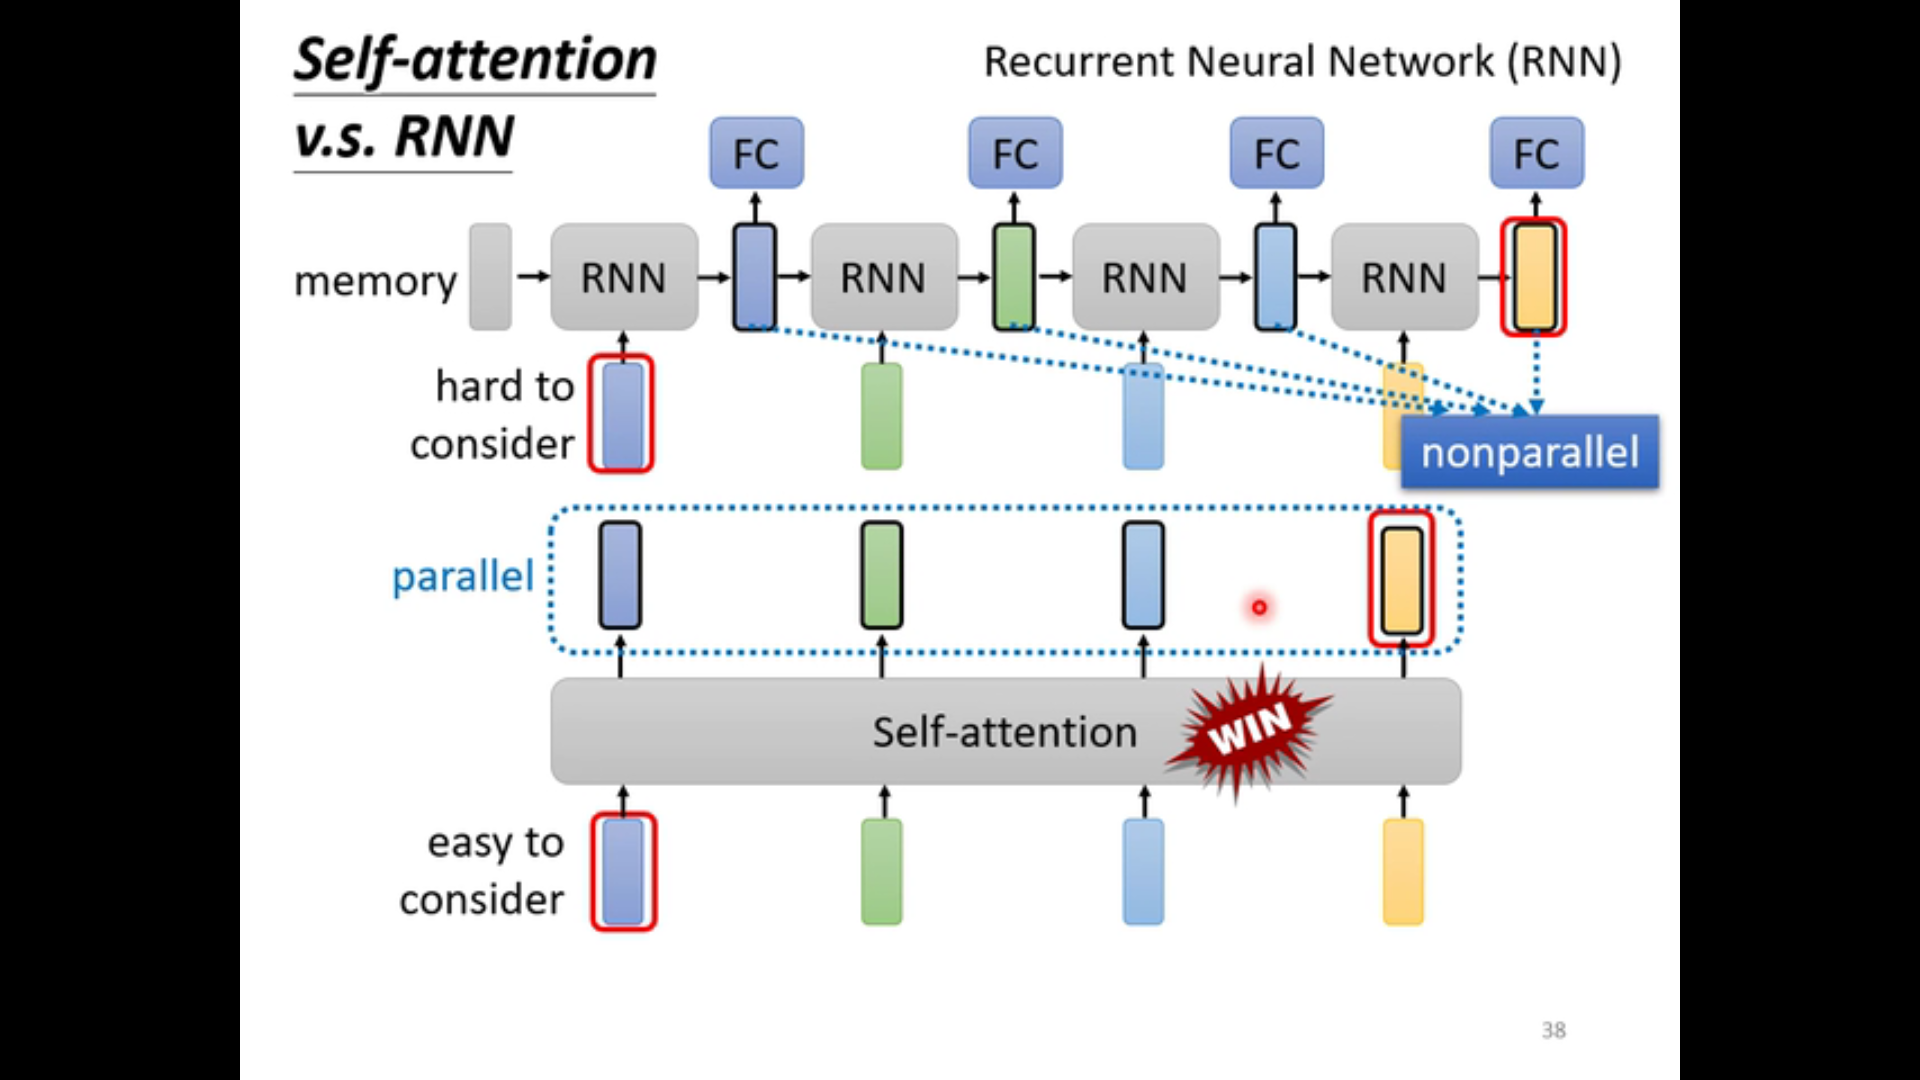 Self-attention
v.s. RNN
Recurrent Neural Network (RNN)
FC FC FC FC
memory RNN RNN RNN RNN
hard to
consider
nonparallel
parallel
Self-attention WIN
easy to
consider
38